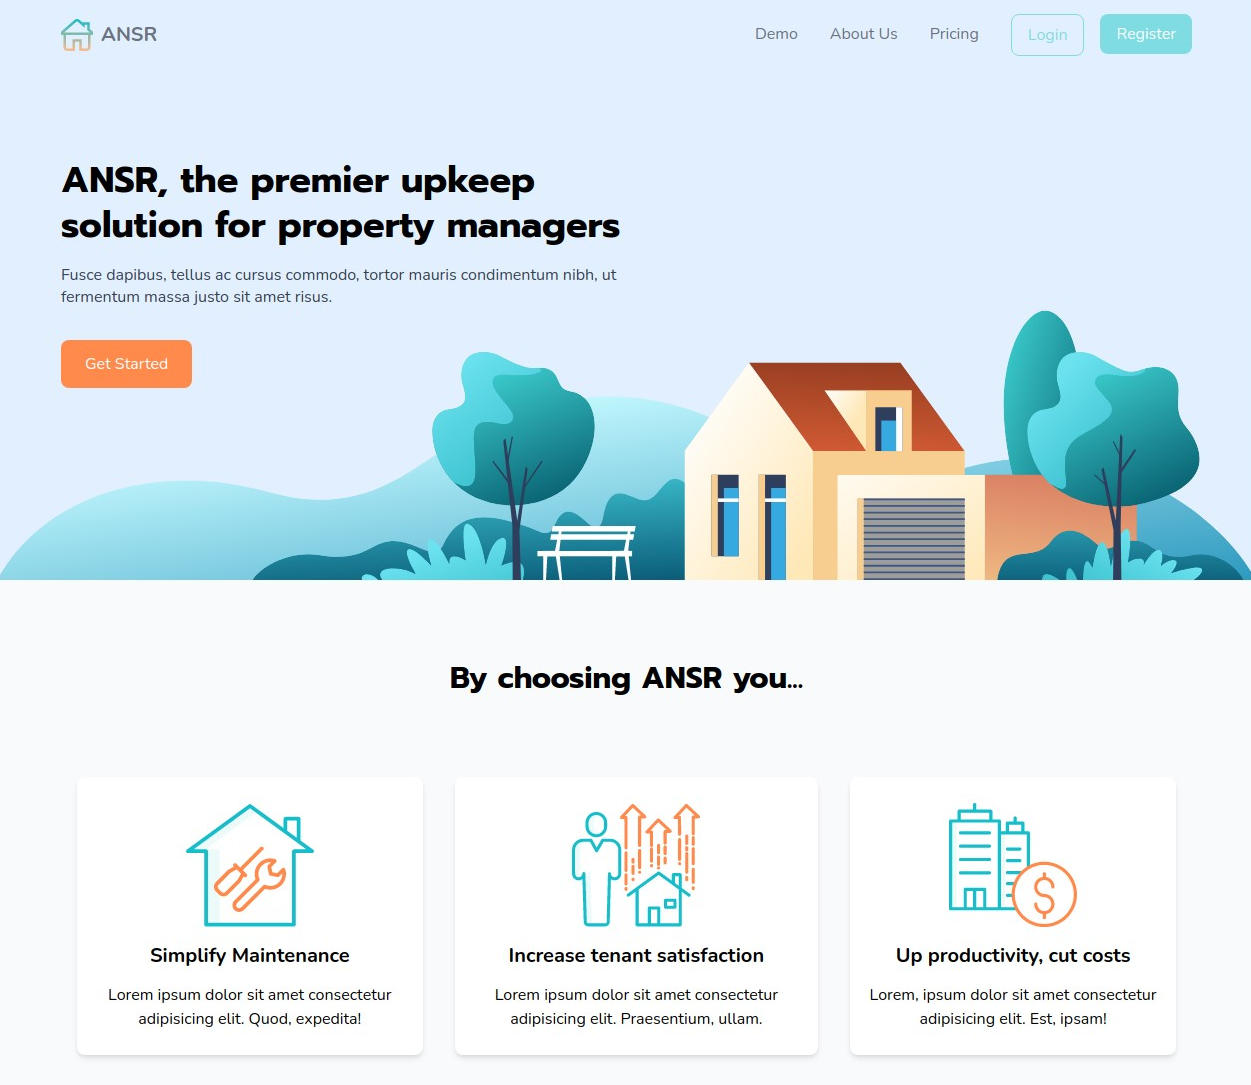 ANSR
Demo
About Us
Pricing
Login
Register
ANSR, the premier upkeep
solution for property managers
Fusce dapibus, tellus ac cursus commodo, tortor mauris condimentum nibh, ut
fermentum massa justo sit amet risus.
Get Started
By choosing ANSR you...
Simplify Maintenance
Lorem ipsum dolor sit amet consectetur
adipisicing elit. Quod, expedita!
Increase tenant satisfaction
Lorem ipsum dolor sit amet consectetur
adipisicing elit. Praesentium, ullam.
$
Up productivity, cut costs
Lorem, ipsum dolor sit amet consectetur
adipisicing elit. Est, ipsam!